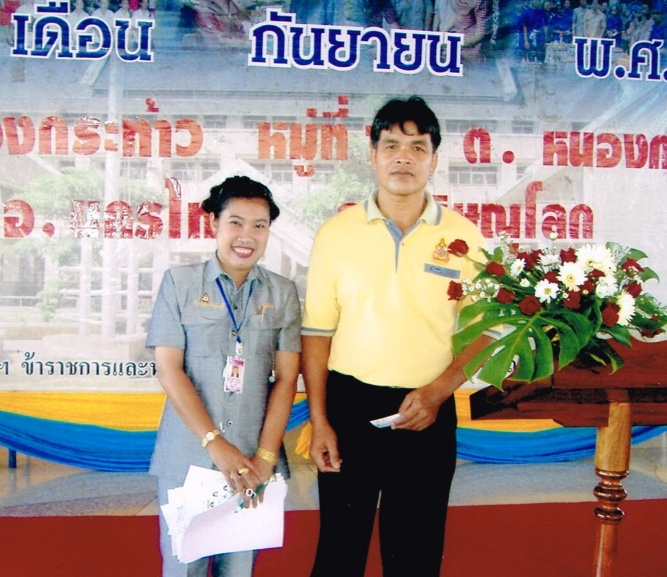 เดือน กันยายน พ.ศ.
องกระท้าว หมู่ที่ ต. หนองก
อ. นครไท ษณุโลก
ฯ ข้าราชการและ